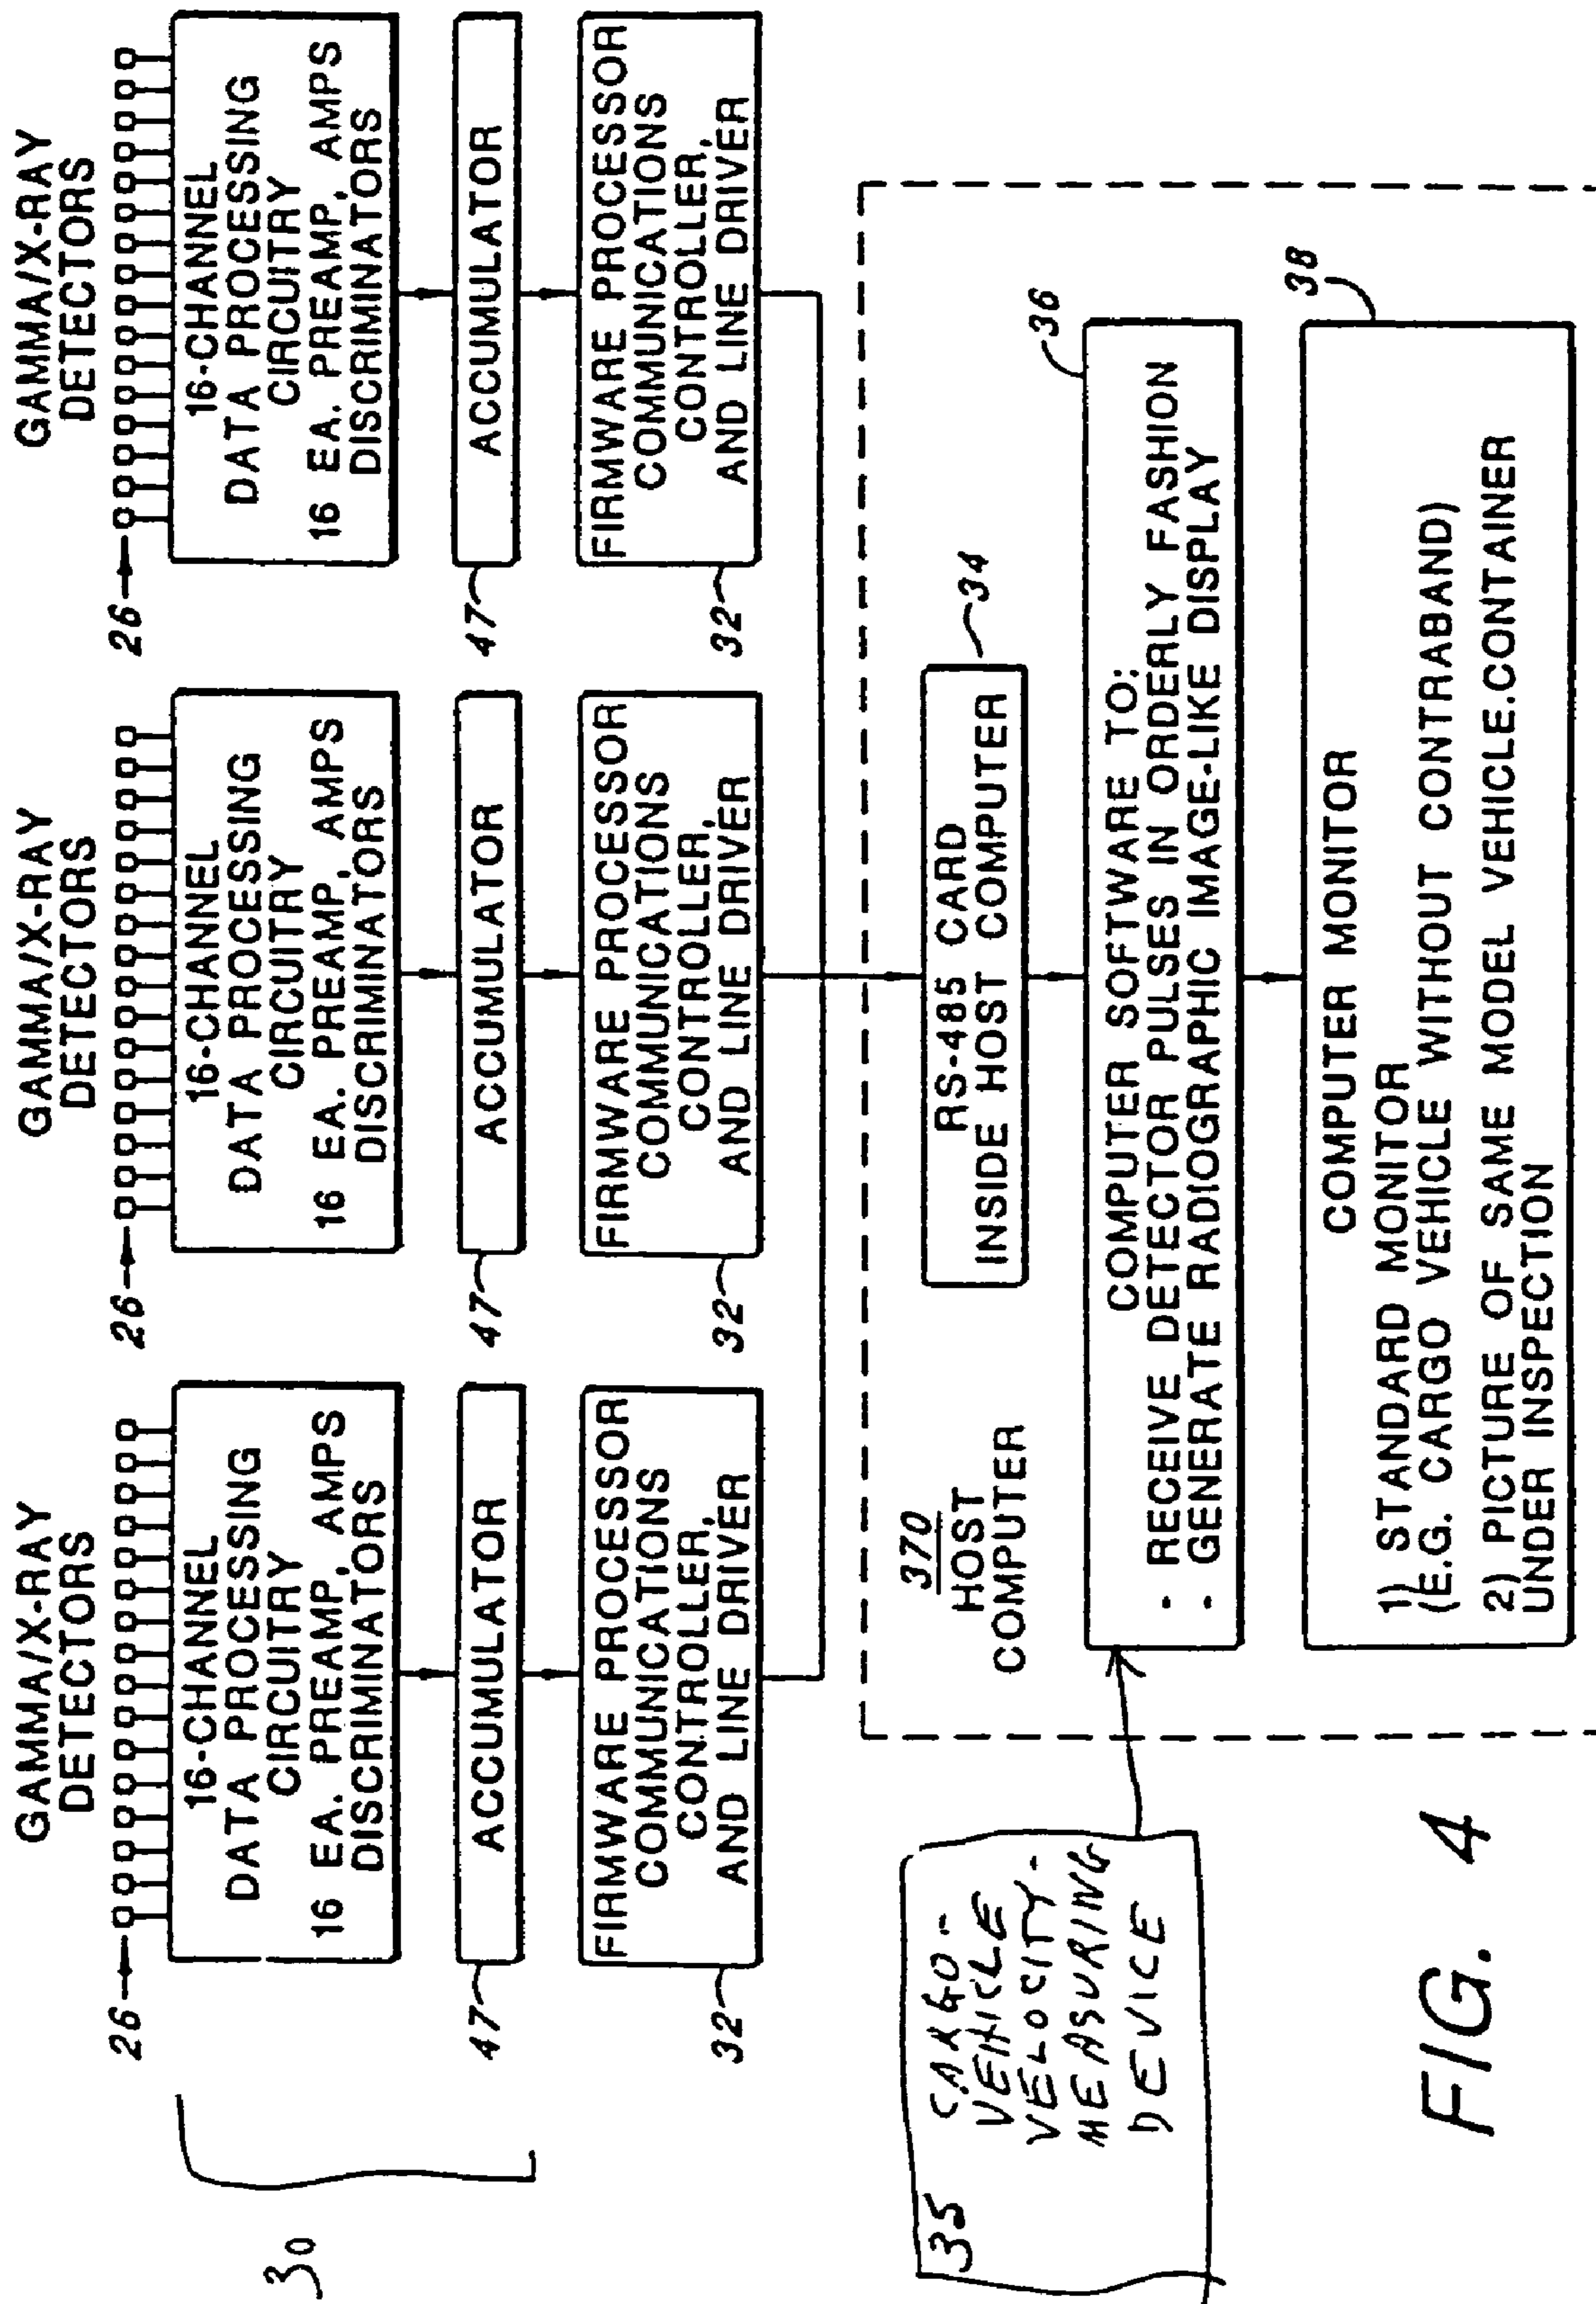 GAMMA/X-RAY
DETECTORS
26
16-CHANNEL
DATA PROCESSING
CIRCUITRY
16 EA. PREAMP, AMPS
DISCRIMINATORS
47
ACCUMULATOR
32
FIRMWARE PROCESSOR
COMMUNICATIONS
CONTROLLER,
AND LINE DRIVER
GAMMA/X-RAY
DETECTORS
26
16-CHANNEL
DATA PROCESSING
CIRCUITRY
16 EA. PREAMP, AMPS
DISCRIMINATORS
47
ACCUMULATOR
32
FIRMWARE PROCESSOR
COMMUNICATIONS
CONTROLLER,
AND LINE DRIVER
GAMMA/X-RAY
DETECTORS
26
16-CHANNEL
DATA PROCESSING
CIRCUITRY
16 EA. PREAMP, AMPS
DISCRIMINATORS
47
ACCUMULATOR
32
FIRMWARE PROCESSOR
COMMUNICATIONS
CONTROLLER,
AND LINE DRIVER
30
370
HOST
COMPUTER
RS-485 CARD
INSIDE HOST COMPUTER
34
35
CARGO-
VEHICLE
VELOCITY-
MEASURING
DEVICE
36
COMPUTER SOFTWARE TO:
- RECEIVE DETECTOR PULSES IN ORDERLY FASHION
- GENERATE RADIOGRAPHIC IMAGE-LIKE DISPLAY
38
COMPUTER MONITOR
1) STANDARD MONITOR
(E.G. CARGO VEHICLE WITHOUT CONTRABAND)
2) PICTURE OF SAME MODEL VEHICLE.CONTAINER
UNDER INSPECTION
FIG. 4